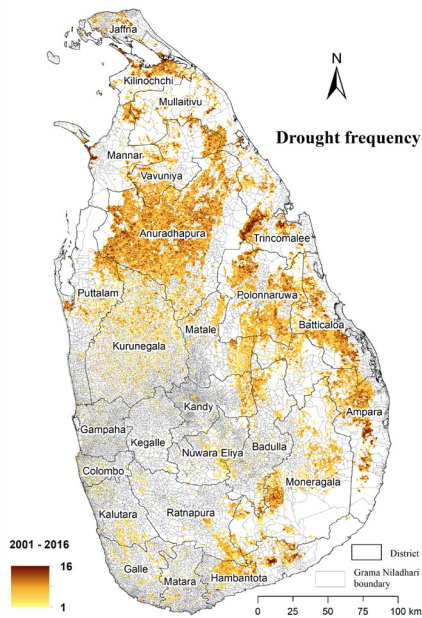 Jaffna
N
Kilinochchi
Mullaitivu
Drought frequency
Mannar
Vavuniya
Anuradhapura
Trincomalee
Puttalam
Polonnaruwa
Batticaloa
Matale
Kurunegala
Kandy
Ampara
Gampaha
Kegalle
Nuwara Eliya
Badulla
Colombo
Moneragala
Kalutara
Ratnapura
2001 - 2016
16
1
Galle
Matara
Hambantota
District
Grama Niladhari
boundary
0 25 50 100 km